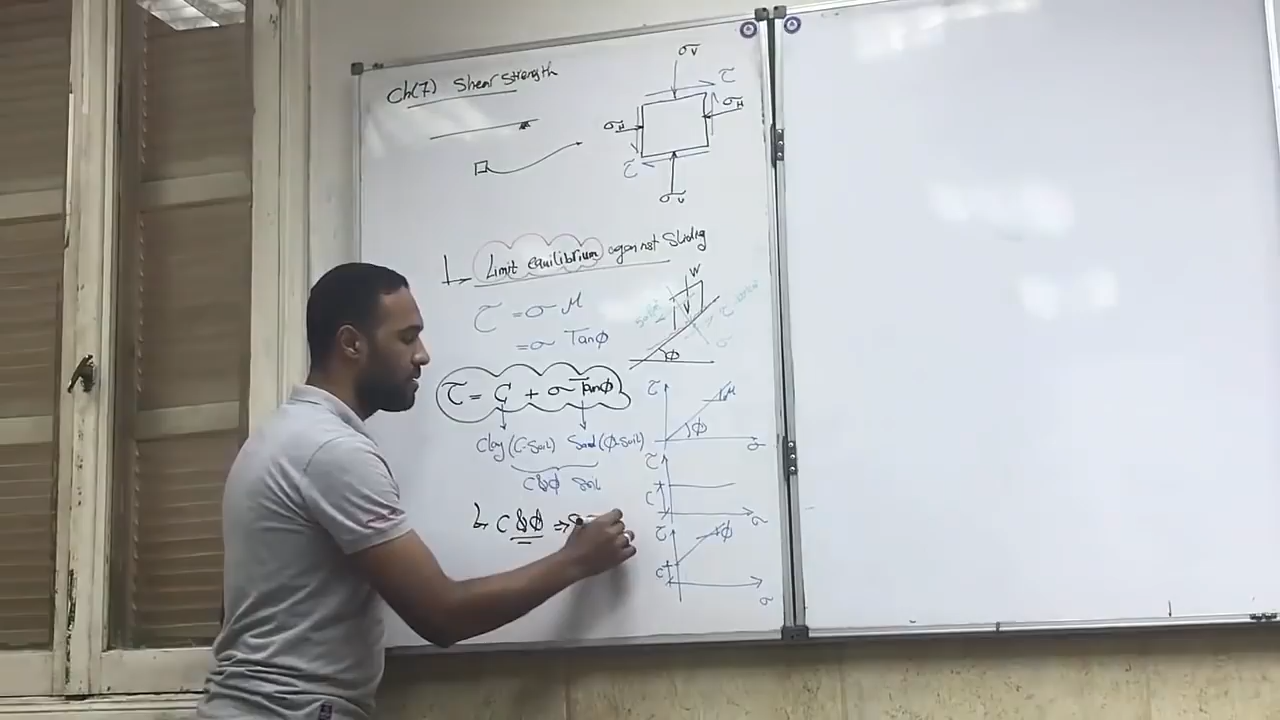 Ch(7) Shear Strength
σv
τ
σH
σH
τ
σv
Limit equilibrium against Sliding
τ = σ μ
= σ Tanϕ
W
τ
σ
ϕ
τ = C + σ Tanϕ
Clay (C-Soil) Sand (ϕ-Soil)
C&ϕ Soil
C & ϕ ⇒
τ
μ
ϕ
σ
τ
C
σ
τ
ϕ
C
σ